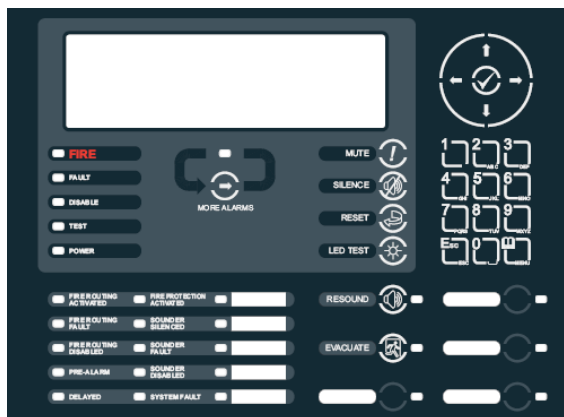 FIRE
FAULT
DISABLE
TEST
POWER
MORE ALARMS
MUTE
SILENCE
RESET
LED TEST
1 2 ABC 3 DEF
4 GHI 5 JKL 6 MNO
7 PQRS 8 TUV 9 WXYZ
Esc ESC 0 MENU
FIRE ROUTING ACTIVATED
FIRE PROTECTION ACTIVATED
FIRE ROUTING FAULT
SOUNDER SILENCED
FIRE ROUTING DISABLED
SOUNDER FAULT
PRE-ALARM
SOUNDER DISABLED
DELAYED
SYSTEM FAULT
RESOUND
EVACUATE